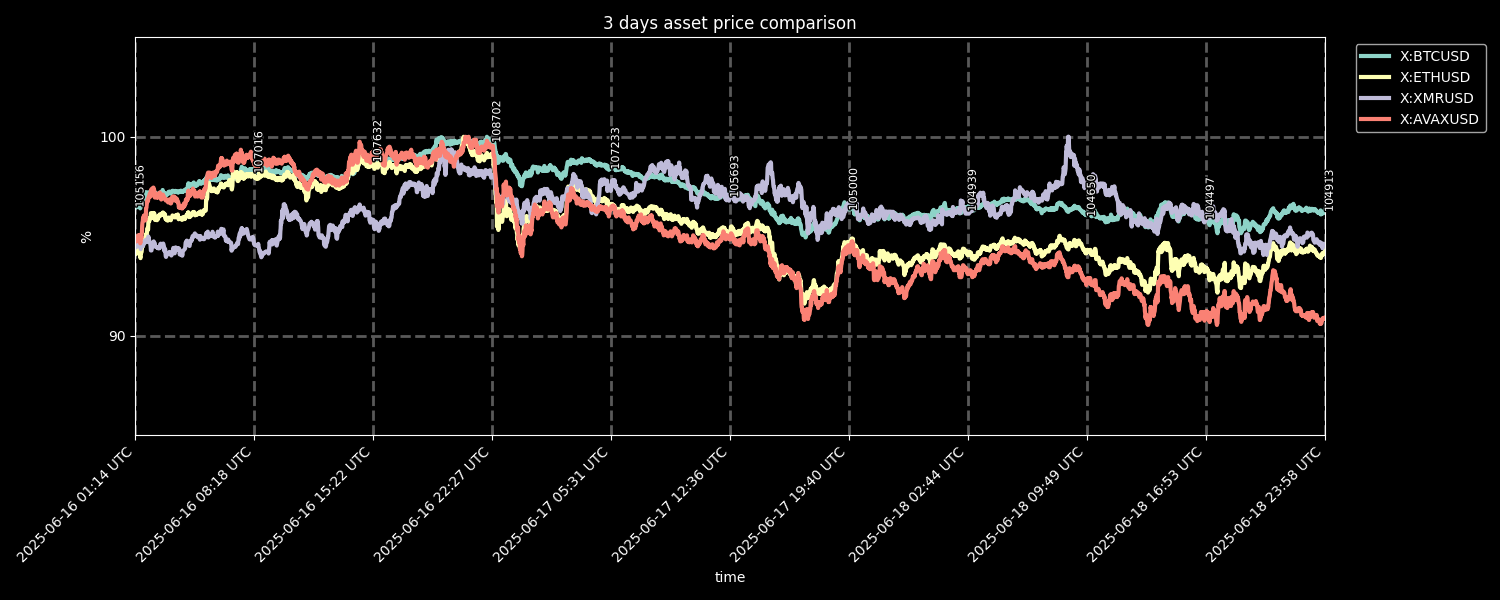 3 days asset price comparison
X:BTCUSD
X:ETHUSD
X:XMRUSD
X:AVAXUSD
100
90
%
105156
107016
107632
108702
107233
105693
105000
104939
104650
104497
104913
2025-06-16 01:14 UTC
2025-06-16 08:18 UTC
2025-06-16 15:22 UTC
2025-06-16 22:27 UTC
2025-06-17 05:31 UTC
2025-06-17 12:36 UTC
2025-06-17 19:40 UTC
2025-06-18 02:44 UTC
2025-06-18 09:49 UTC
2025-06-18 16:53 UTC
2025-06-18 23:58 UTC
time